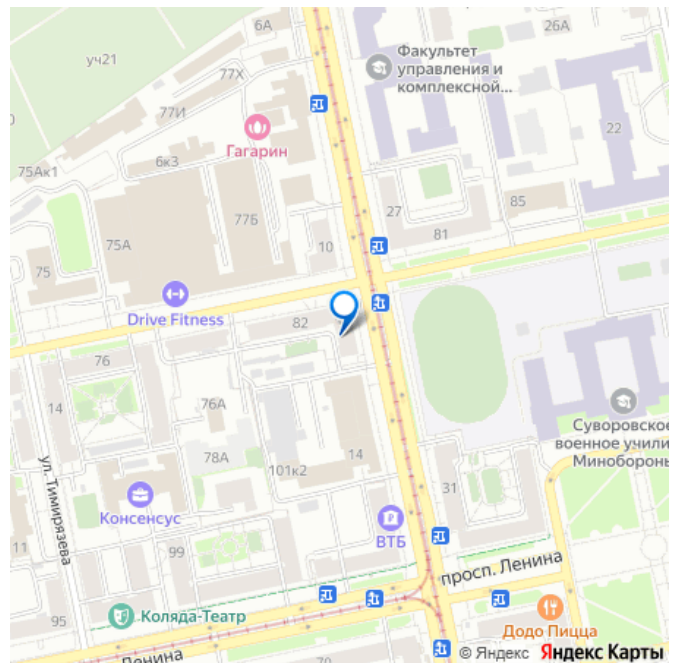 6А
26А
уч21
77Х
Факультет
управления и
комплексной...
77И
Гагарин
22
75Ак1
6к3
77Б
27
85
75А
81
75
10
Drive Fitness
82
76
14
76А
Суворовское
военное учили
Минобороны
78А
14
101к2
31
ул. Тимирязева
Консенсус
ВТБ
11
99
просп. Ленина
95
Коляда-Театр
Додо Пицца
Ленина
70
© Яндекс Яндекс Карты